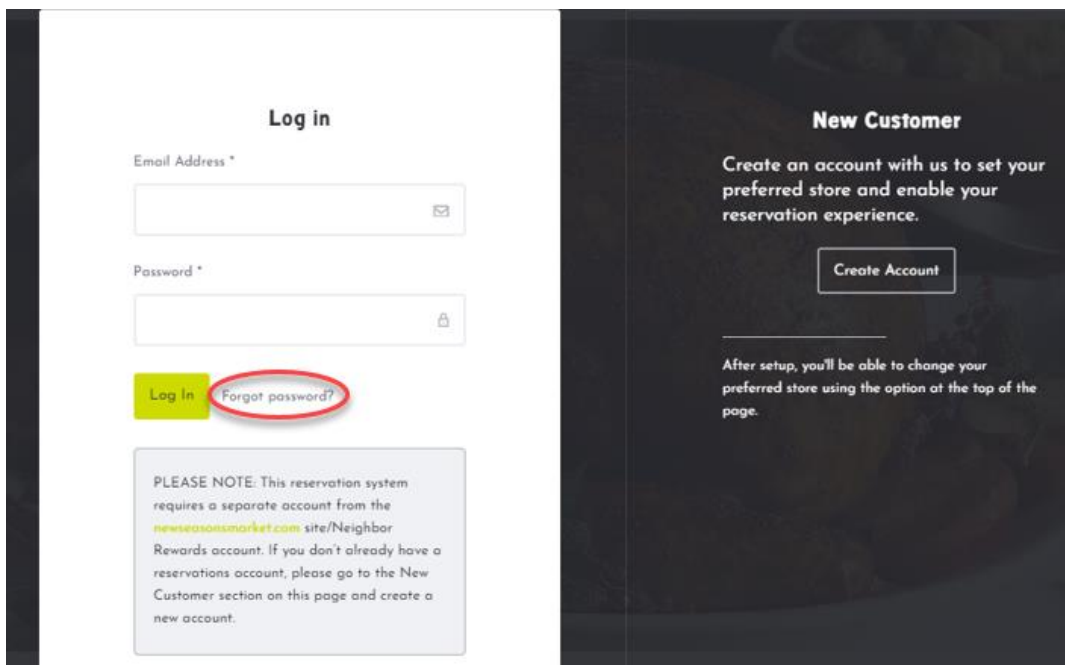 Log in
Email Address *
Password *
Log In
Forgot password?
PLEASE NOTE: This reservation system
requires a separate account from the
newseasonsmarket.com site/Neighbor
Rewards account. If you don't already have a
reservations account, please go to the New
Customer section on this page and create a
new account.
New Customer
Create an account with us to set your
preferred store and enable your
reservation experience.
Create Account
After setup, you'll be able to change your
preferred store using the option at the top of the
page.